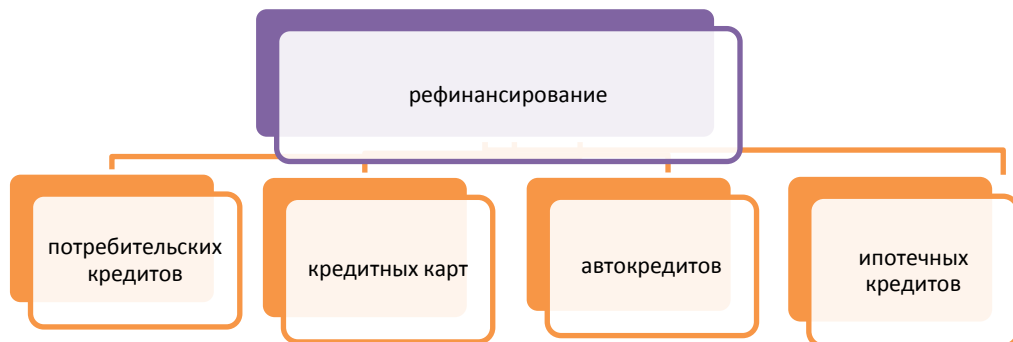 рефинансирование
потребительских
кредитов
кредитных карт
автокредитов
ипотечных
кредитов